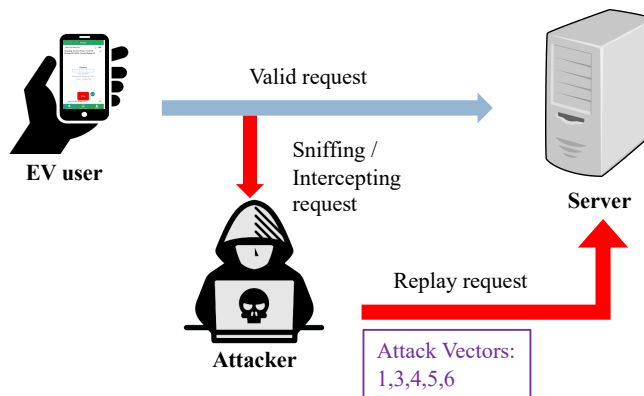 Valid request
EV user
Sniffing /
Intercepting
request
Server
Replay request
Attacker
Attack Vectors:
1,3,4,5,6